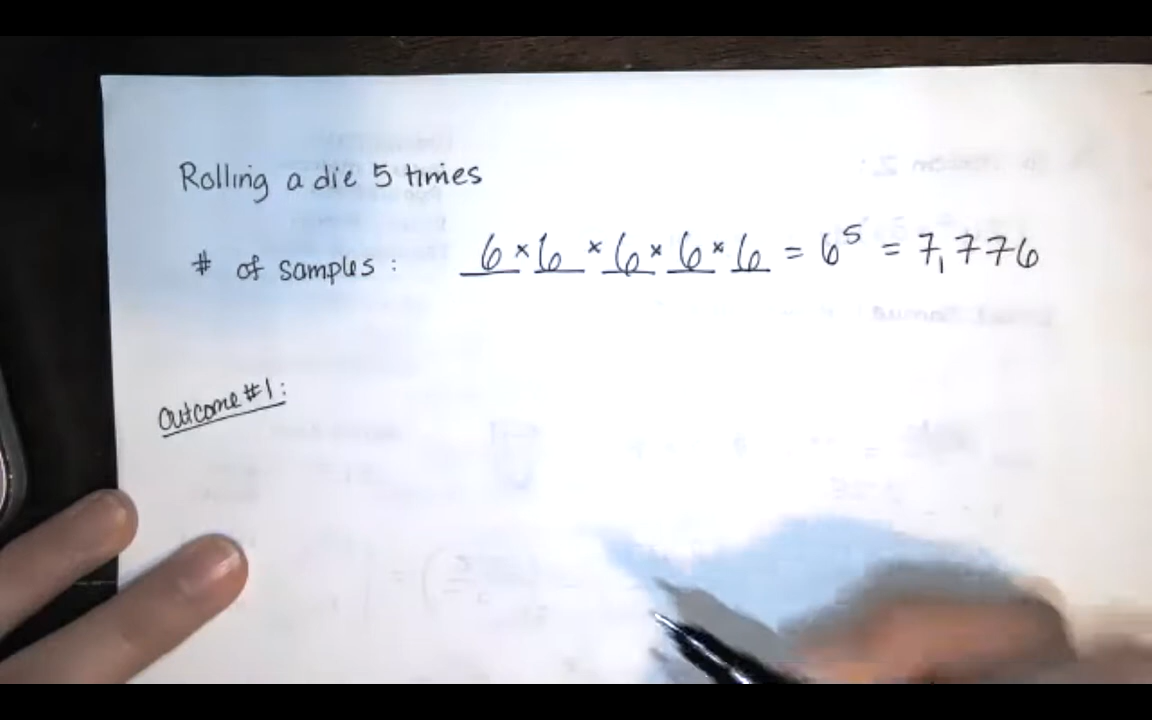 Rolling a die 5 times
# of samples: 6 × 6 × 6 × 6 × 6 = 6⁵ = 7,776
Outcome #1: